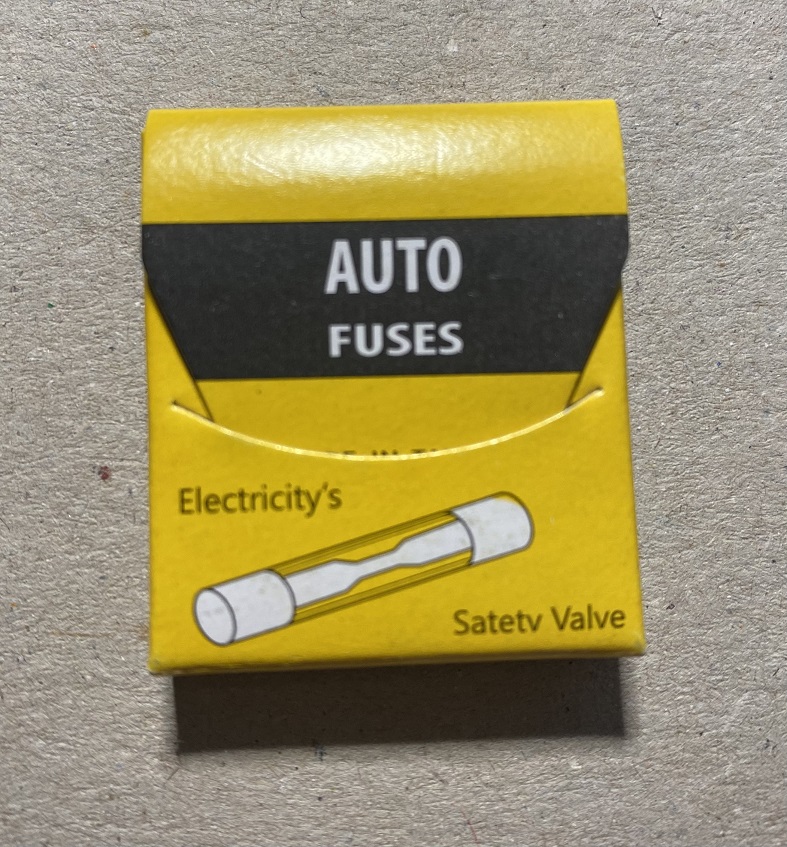 AUTO
FUSES
Electricity's
Satetv Valve